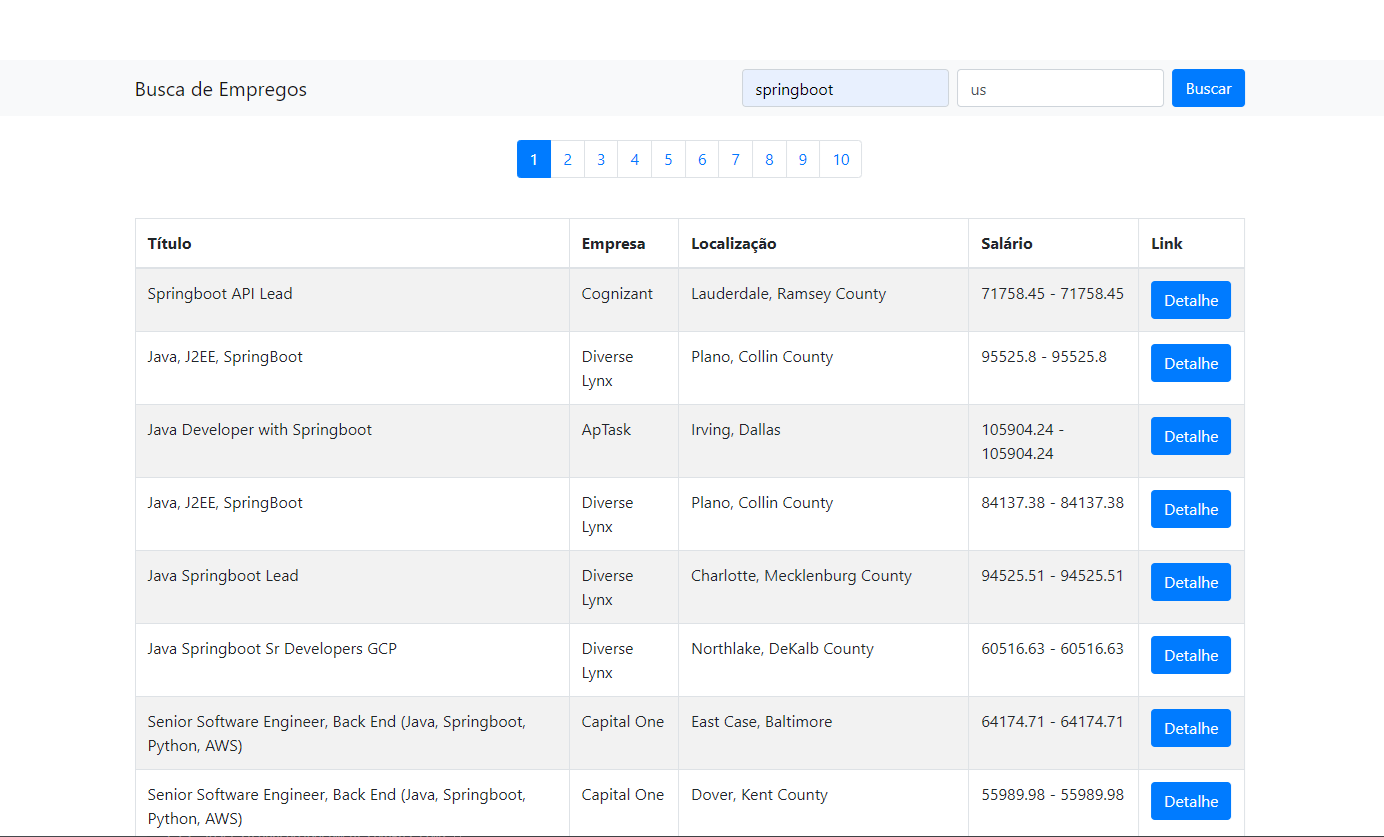 Busca de Empregos springboot us Buscar
1 2 3 4 5 6 7 8 9 10
Título Empresa Localização Salário Link
Springboot API Lead Cognizant Lauderdale, Ramsey County 71758.45 - 71758.45 Detalhe
Java, J2EE, SpringBoot Diverse Plano, Collin County 95525.8 - 95525.8 Detalhe
Lynx
Java Developer with Springboot ApTask Irving, Dallas 105904.24 - Detalhe
105904.24
Java, J2EE, SpringBoot Diverse Plano, Collin County 84137.38 - 84137.38 Detalhe
Lynx
Java Springboot Lead Diverse Charlotte, Mecklenburg County 94525.51 - 94525.51 Detalhe
Lynx
Java Springboot Sr Developers GCP Diverse Northlake, DeKalb County 60516.63 - 60516.63 Detalhe
Lynx
Senior Software Engineer, Back End (Java, Springboot, Capital One East Case, Baltimore 64174.71 - 64174.71 Detalhe
Python, AWS)
Senior Software Engineer, Back End (Java, Springboot, Capital One Dover, Kent County 55989.98 - 55989.98 Detalhe
Python, AWS)